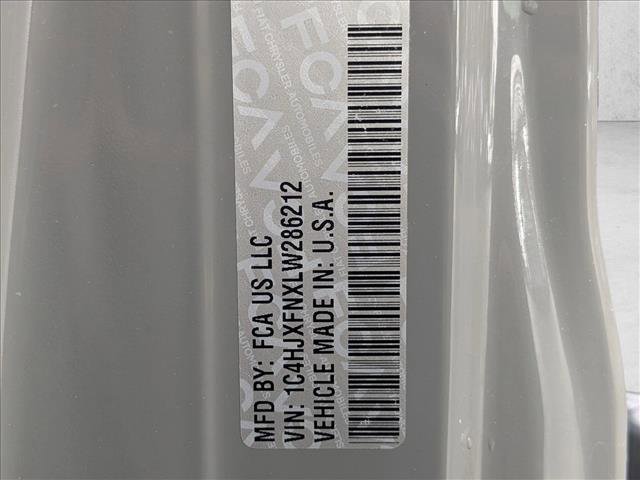 MFD BY: FCA US LLC
VIN: 1C4HJXFNXLW286212
VEHICLE MADE IN: U.S.A.